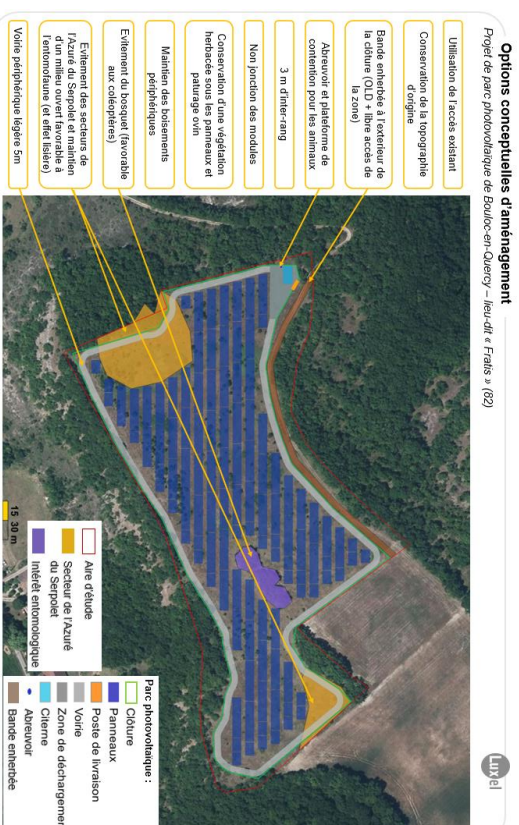 Options conceptuelles d'aménagement
Projet de parc photovoltaïque de Bouloc-en-Quercy – lieu-dit « Fratis » (82)
Luxel
Utilisation de l'accès existant
Conservation de la topographie
d'origine
Bande enherbée à l'exterieur de
la clôture (OLD + libre accès de
la zone)
Abreuvoir et plateforme de
contention pour les animaux
3 m d'inter-rang
Non jonction des modules
Conservation d'une végétation
herbacée sous les panneaux et
paturage ovin
Maintien des boisements
périphériques
Evitement du bosquet (favorable
aux coléoptères)
Evitement des secteurs de
l'Azuré du Serpolet et maintien
d'un milieu ouvert favorable à
l'entomofaune (et effet lisière)
Voirie périphérique légère 5m
15 30 m
Aire d'étude
Secteur de l'Azuré
du Serpolet
Intérêt entomologique
Parc photovoltaïque :
Clôture
Panneaux
Poste de livraison
Voirie
Zone de déchargemen
Citerne
Abreuvoir
Bande enherbée